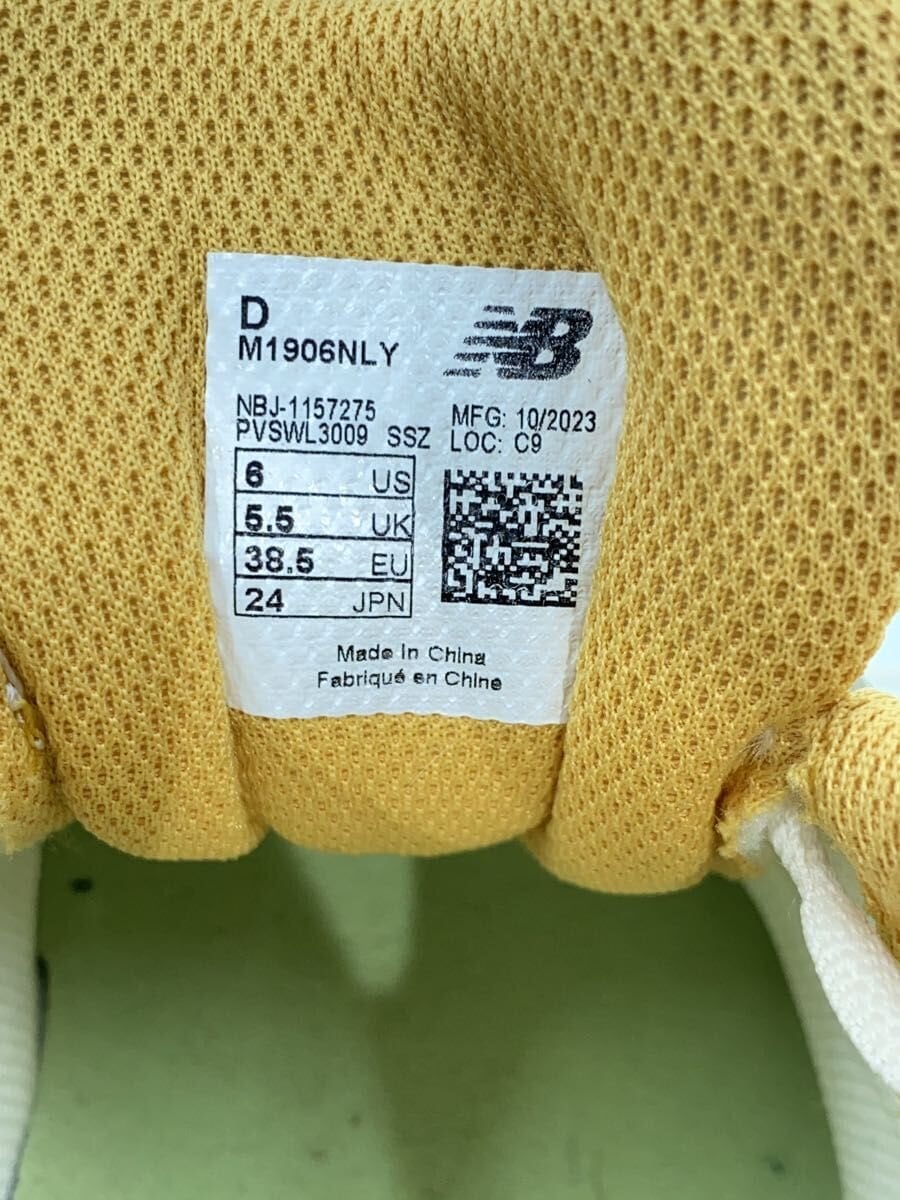 D
M1906NLY
NB
NBJ-1157275
PVSWL3009 SSZ
MFG: 10/2023
LOC: C9
6 US
5.5 UK
38.5 EU
24 JPN
Made In China
Fabriqué en Chine